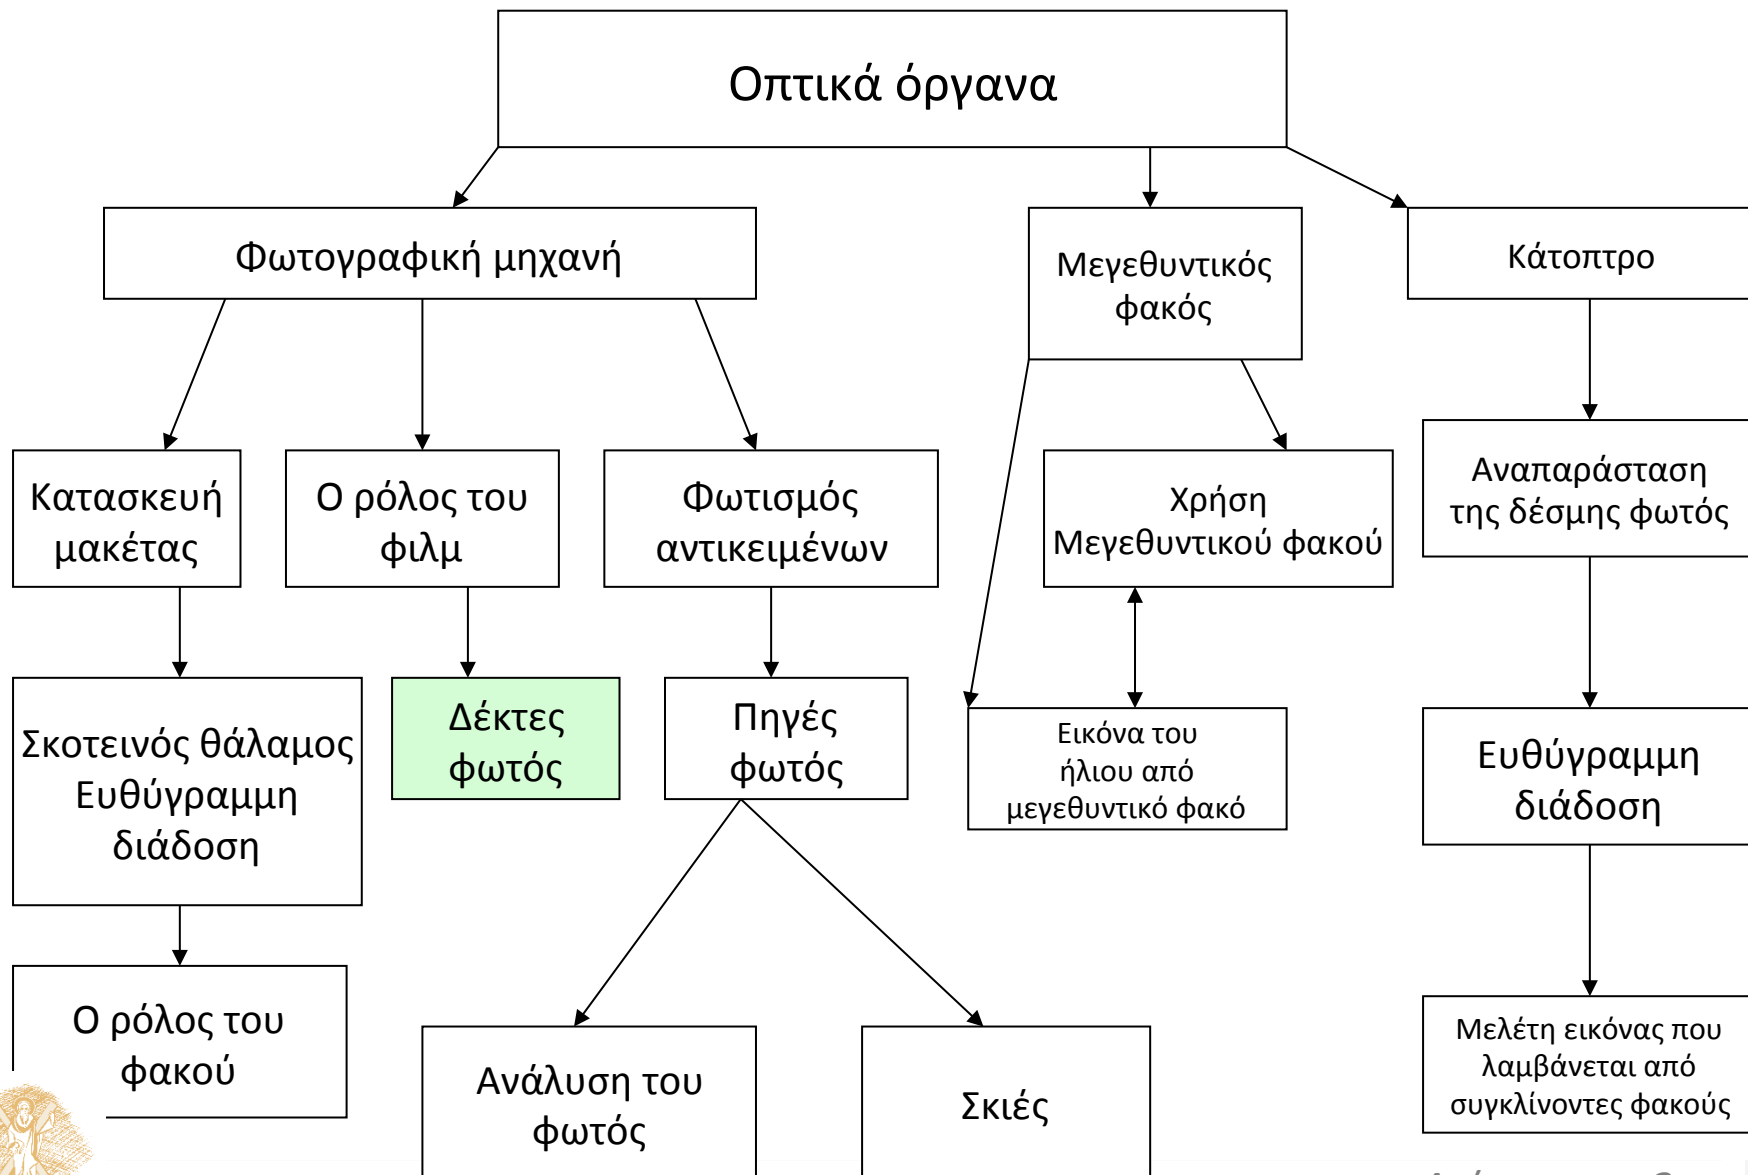 Οπτικά όργανα
Φωτογραφική μηχανή
Μεγεθυντικός
φακός
Κάτοπτρο
Κατασκευή
μακέτας
Ο ρόλος του
φιλμ
Φωτισμός
αντικειμένων
Χρήση
Μεγεθυντικού φακού
Αναπαράσταση
της δέσμης φωτός
Σκοτεινός θάλαμος
Ευθύγραμμη
διάδοση
Δέκτες
φωτός
Πηγές
φωτός
Εικόνα του
ήλιου από
μεγεθυντικό φακό
Ευθύγραμμη
διάδοση
Ο ρόλος του
φακού
Ανάλυση του
φωτός
Σκιές
Μελέτη εικόνας που
λαμβάνεται από
συγκλίνοντες φακούς